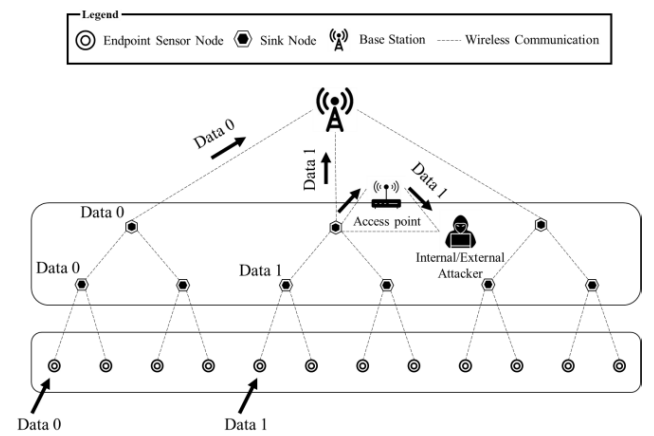 Legend
Endpoint Sensor Node Sink Node Base Station Wireless Communication
Data 0
Data 1
Data 1
Data 0
Access point
Internal/External
Attacker
Data 0
Data 1
Data 0
Data 1